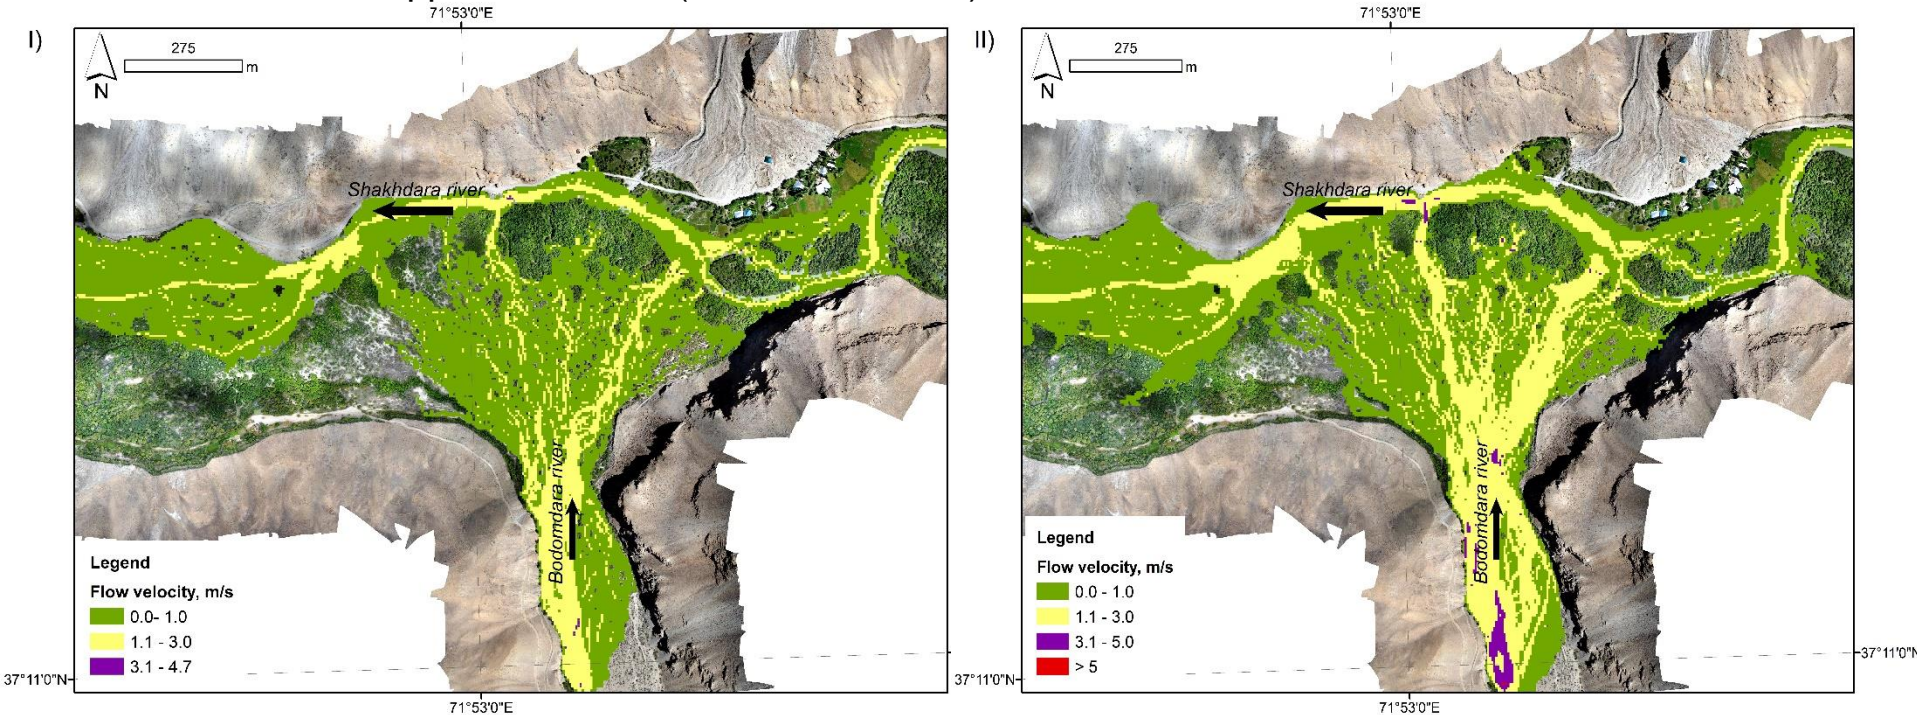 71°53'0"E
71°53'0"E
I)
275
m
N
Shakhdara river
Bodomdara river
Legend
Flow velocity, m/s
0.0- 1.0
1.1 - 3.0
3.1 - 4.7
37°11'0"N
71°53'0"E
II)
275
m
N
Shakhdara river
Bodomdara river
Legend
Flow velocity, m/s
0.0 - 1.0
1.1 - 3.0
3.1 - 5.0
> 5
37°11'0"N
37°11'0"N
71°53'0"E